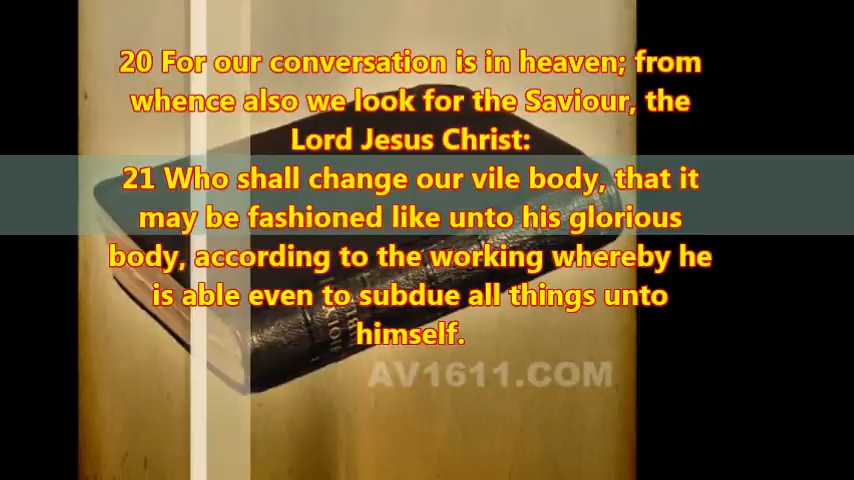 20 For our conversation is in heaven; from
whence also we look for the Saviour, the
Lord Jesus Christ:
21 Who shall change our vile body, that it
may be fashioned like unto his glorious
body, according to the working whereby he
is able even to subdue all things unto
himself.
HOLY BIBLE
AV1611.COM